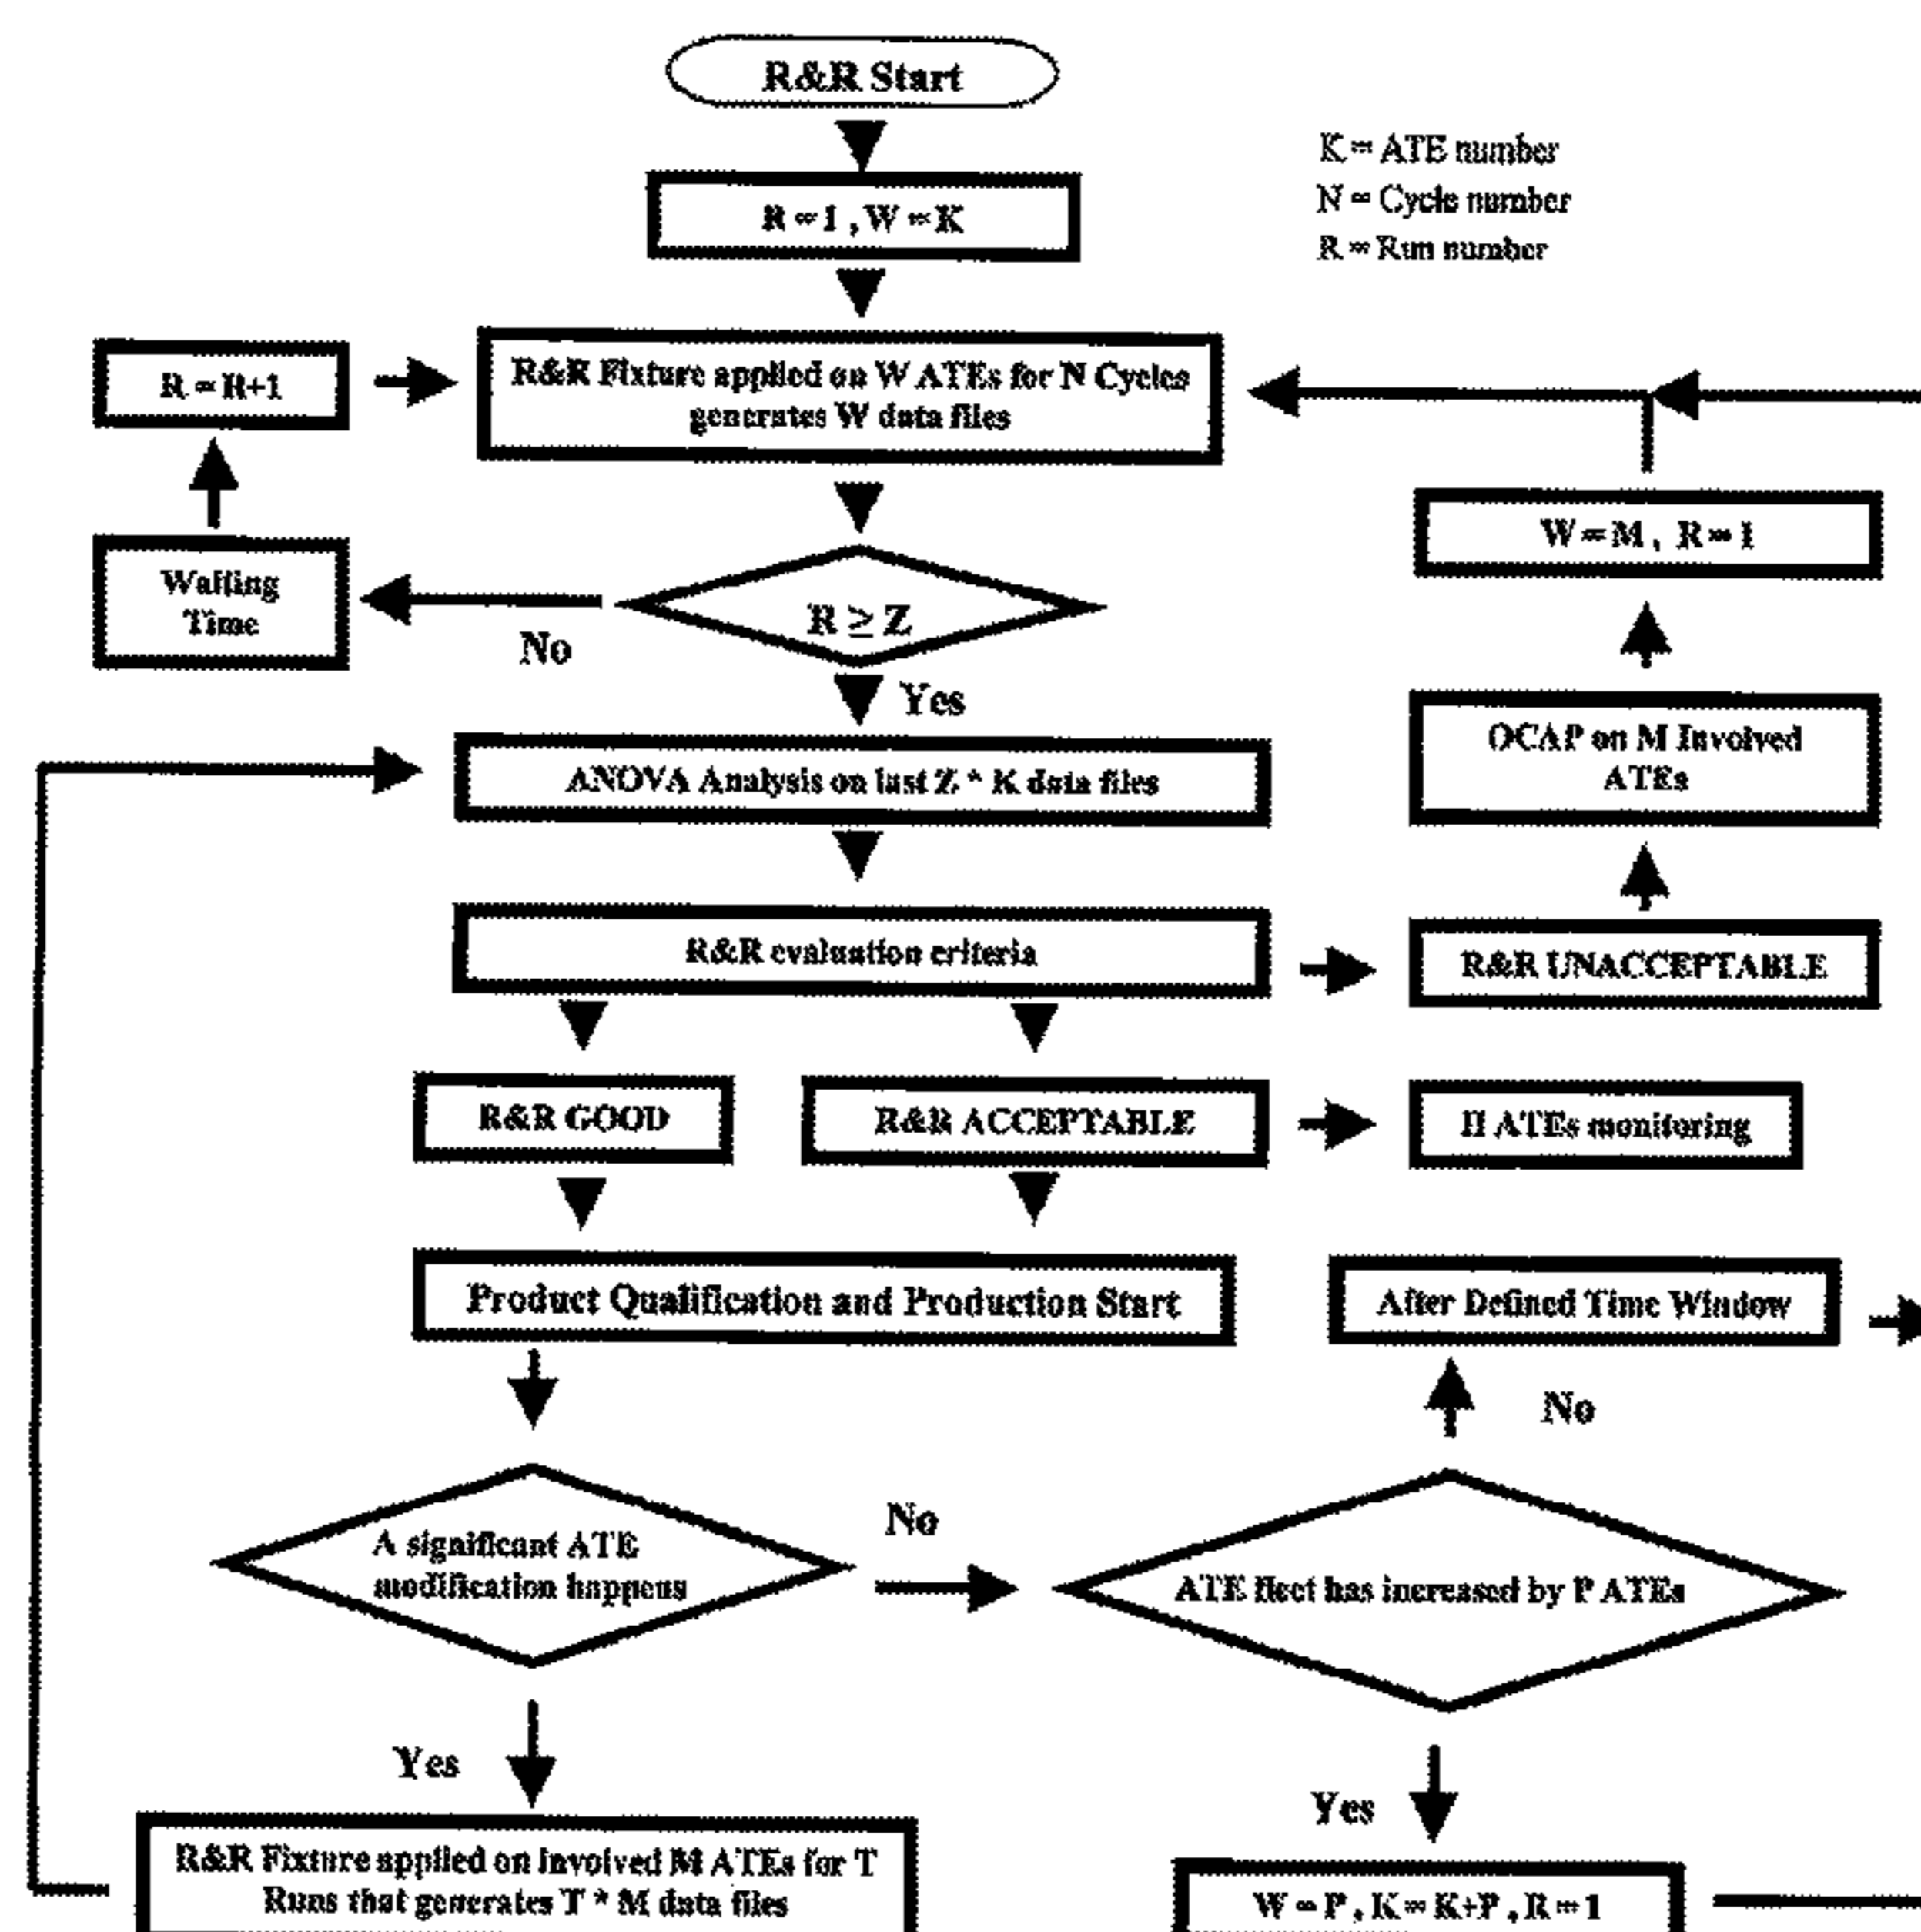 R&R Start
K = ATE number
N = Cycle number
R = Run number
R = 1 , W = K
R = R+1
R&R Fixture applied on W ATEs for N Cycles
generates W data files
W = M , R = 1
Waiting
Time
R ≥ Z
No
Yes
OCAP on M Involved
ATEs
ANOVA Analysis on last Z * K data files
R&R evaluation criteria
R&R UNACCEPTABLE
R&R GOOD
R&R ACCEPTABLE
H ATEs monitoring
Product Qualification and Production Start
After Defined Time Window
No
A significant ATE
modification happens
No
ATE fleet has increased by P ATEs
Yes
Yes
R&R Fixture applied on involved M ATEs for T
Runs that generates T * M data files
W = P , K = K+P , R = 1